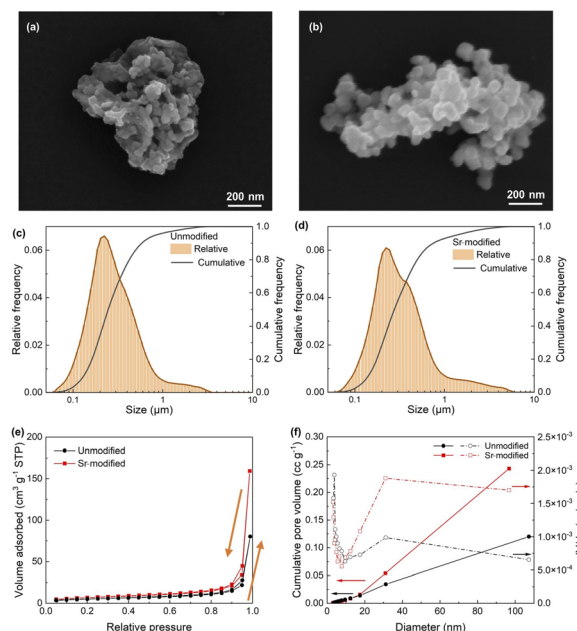 (a)
200 nm
(b)
200 nm
(c)
Unmodified
Relative
Cumulative
Relative frequency
0.06
0.04
0.02
0.00
Cumulative frequency
1.0
0.8
0.6
0.4
0.2
0.0
0.1
1
10
Size (μm)
(d)
Sr-modified
Relative
Cumulative
Relative frequency
0.06
0.04
0.02
0.00
Cumulative frequency
1.0
0.8
0.6
0.4
0.2
0.0
0.1
1
10
Size (μm)
(e)
Unmodified
Sr-modified
Volume adsorbed (cm³ g⁻¹ STP)
200
150
100
50
0
0.0
0.2
0.4
0.6
0.8
1.0
Relative pressure
(f)
Unmodified
Sr-modified
Cumulative pore volume (cc g⁻¹)
0.30
0.25
0.20
0.15
0.10
0.05
0.00
2.5×10⁻³
2.0×10⁻³
1.5×10⁻³
1.0×10⁻³
5.0×10⁻⁴
0.0
0
20
40
60
80
100
Diameter (nm)